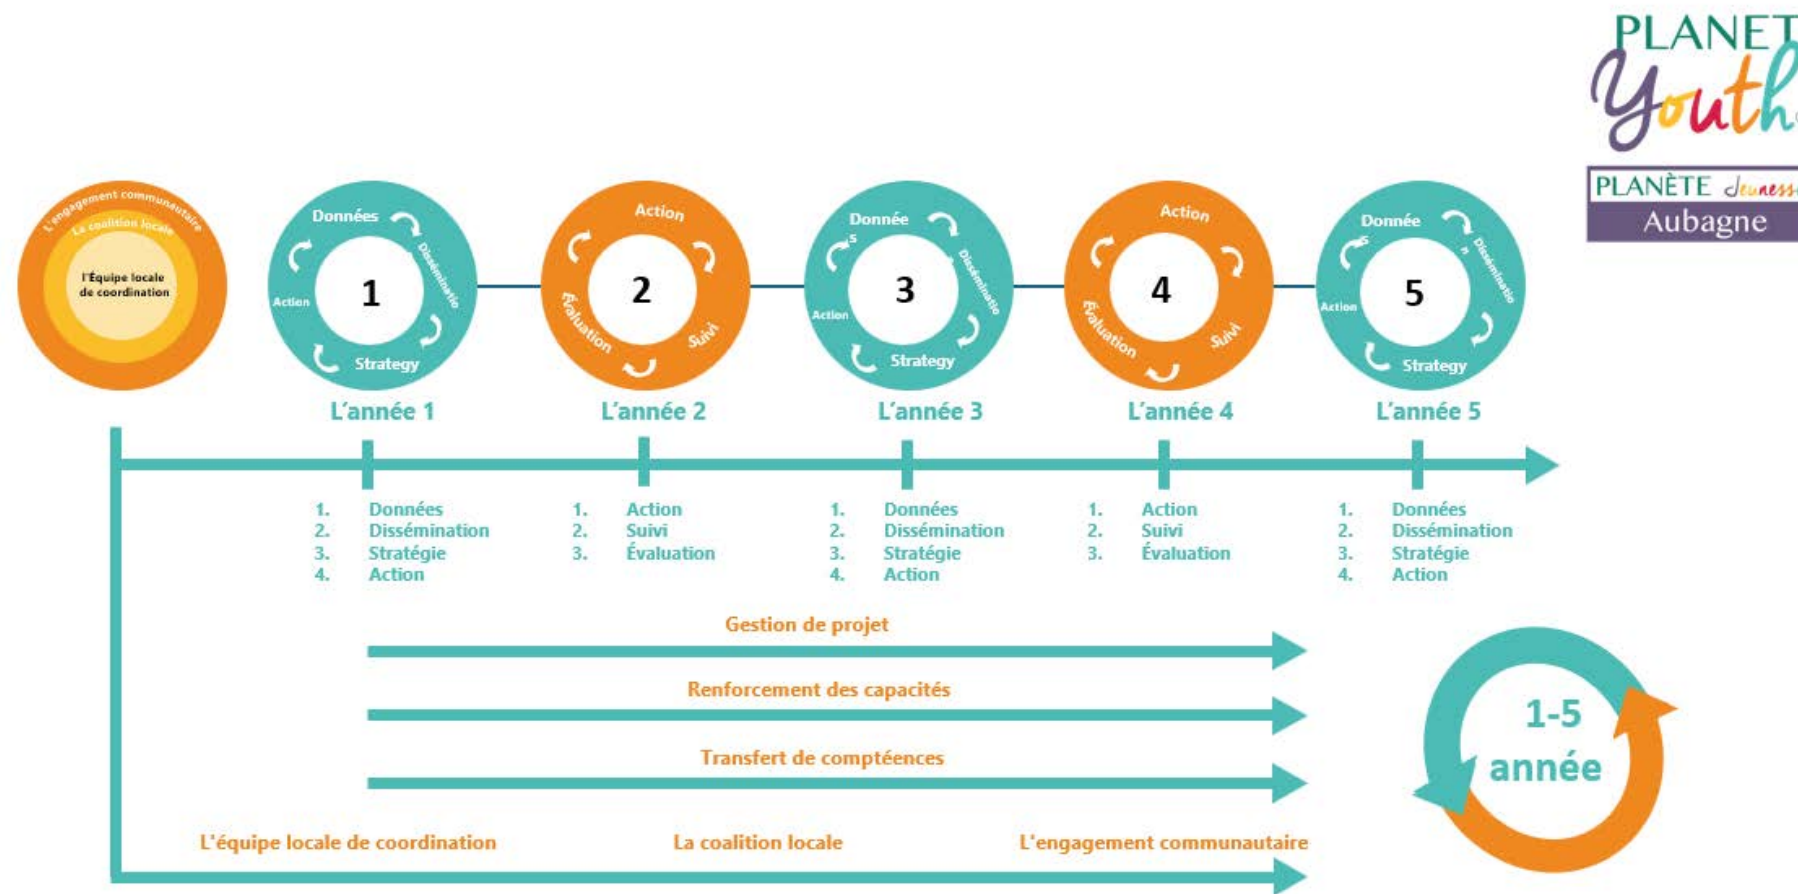 PLANET
Youth
PLANÈTE Jeunesse
Aubagne
L'engagement communautaire
La coalition locale
l'Équipe locale
de coordination
Données
Disséminatio
Strategy
Action
1
Action
Suivi
Évaluation
2
Donnée
s
Disséminatio
Strategy
Action
3
Action
Suivi
Évaluation
4
Donnée
s
Disséminatio
n
Strategy
Action
5
L'année 1
L'année 2
L'année 3
L'année 4
L'année 5
1. Données
2. Dissémination
3. Stratégie
4. Action
1. Action
2. Suivi
3. Évaluation
1. Données
2. Dissémination
3. Stratégie
4. Action
1. Action
2. Suivi
3. Évaluation
1. Données
2. Dissémination
3. Stratégie
4. Action
Gestion de projet
Renforcement des capacités
Transfert de comptéences
L'équipe locale de coordination
La coalition locale
L'engagement communautaire
1-5
année